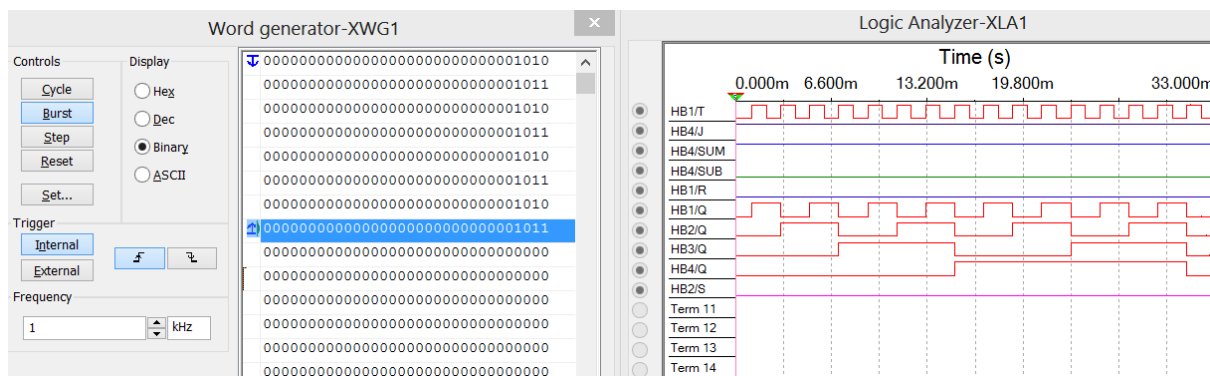 Word generator-XWG1
Controls
Cycle
Burst
Step
Reset
Set...
Display
Hex
Dec
Binary
ASCII
Trigger
Internal
External
Frequency
1 kHz
00000000000000000000000000001010
00000000000000000000000000001011
00000000000000000000000000001010
00000000000000000000000000001011
00000000000000000000000000001010
00000000000000000000000000001011
00000000000000000000000000001010
00000000000000000000000000001011
00000000000000000000000000000000
00000000000000000000000000000000
00000000000000000000000000000000
00000000000000000000000000000000
00000000000000000000000000000000
00000000000000000000000000000000
Logic Analyzer-XLA1
Time (s)
0.000m 6.600m 13.200m 19.800m 33.000m
HB1/T
HB4/J
HB4/SUM
HB4/SUB
HB1/R
HB1/Q
HB2/Q
HB3/Q
HB4/Q
HB2/S
Term 11
Term 12
Term 13
Term 14